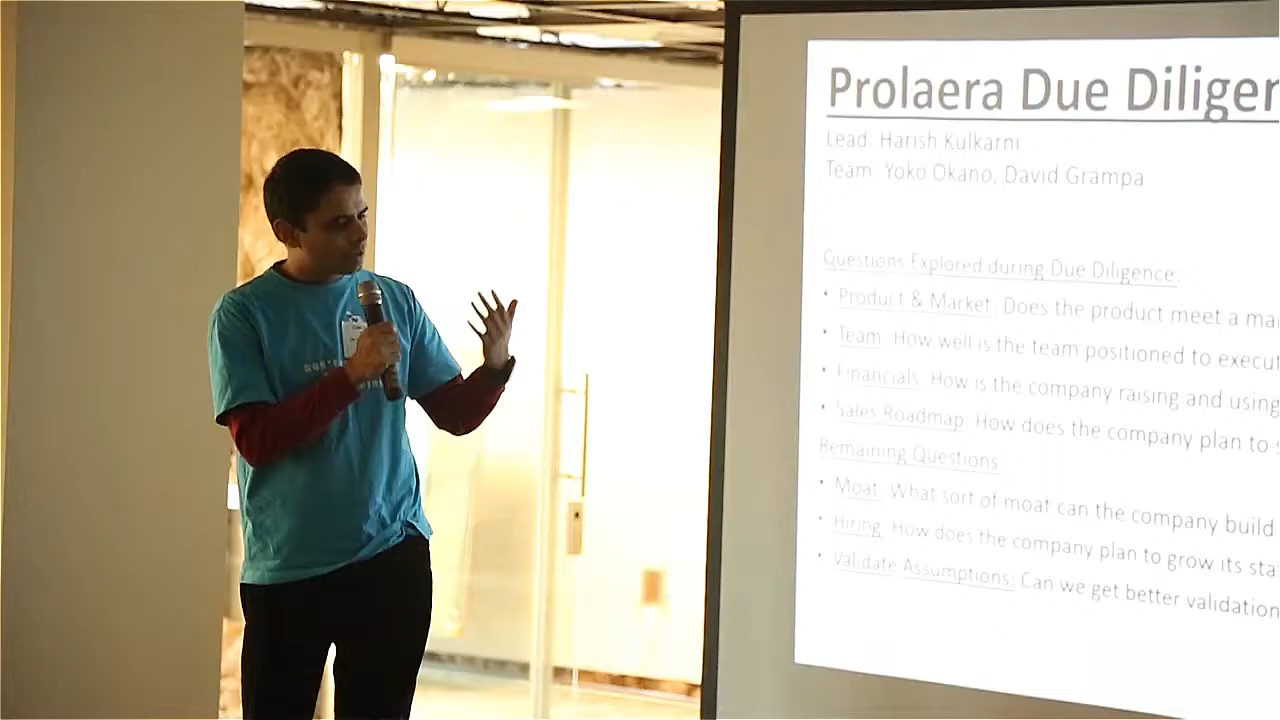 Prolaera Due Diligen
Lead: Harish Kulkarni
Team: Yoko Okano, David Grampa
Questions Explored during Due Diligence:
• Product & Market: Does the product meet a ma
• Team: How well is the team positioned to execut
• Financials: How is the company raising and using
• Sales Roadmap: How does the company plan to
Remaining Questions:
• Moat: What sort of moat can the company build
• Hiring: How does the company plan to grow its sta
• Validate Assumptions: Can we get better validation